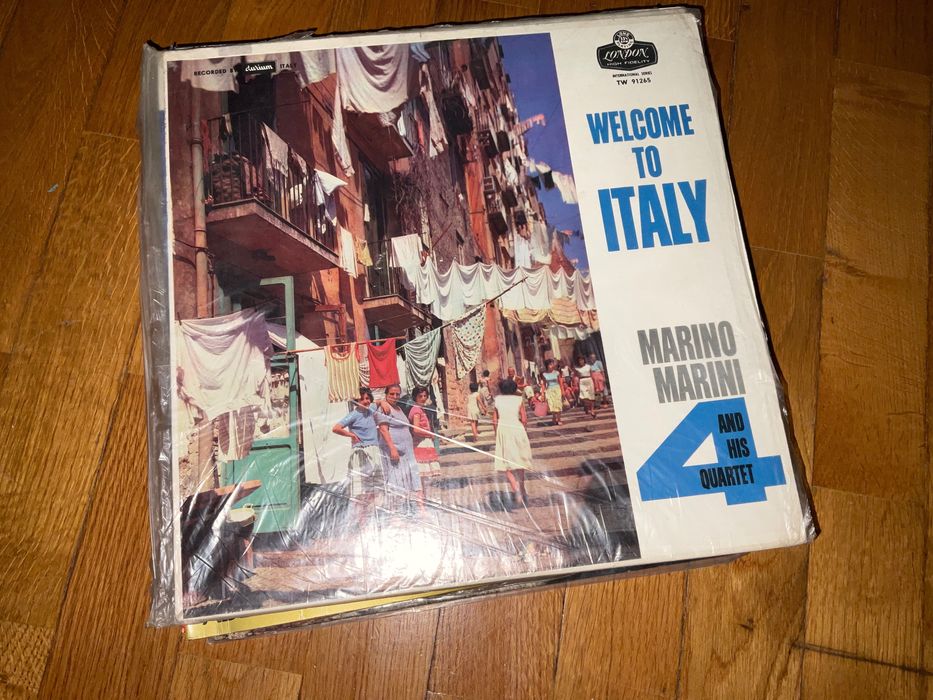 RECORDED BY durium ITALY
LONDON
HIGH FIDELITY
INTERNATIONAL SERIES
TW 91265
WELCOME
TO
ITALY
MARINO
MARINI
4
AND
HIS
QUARTET